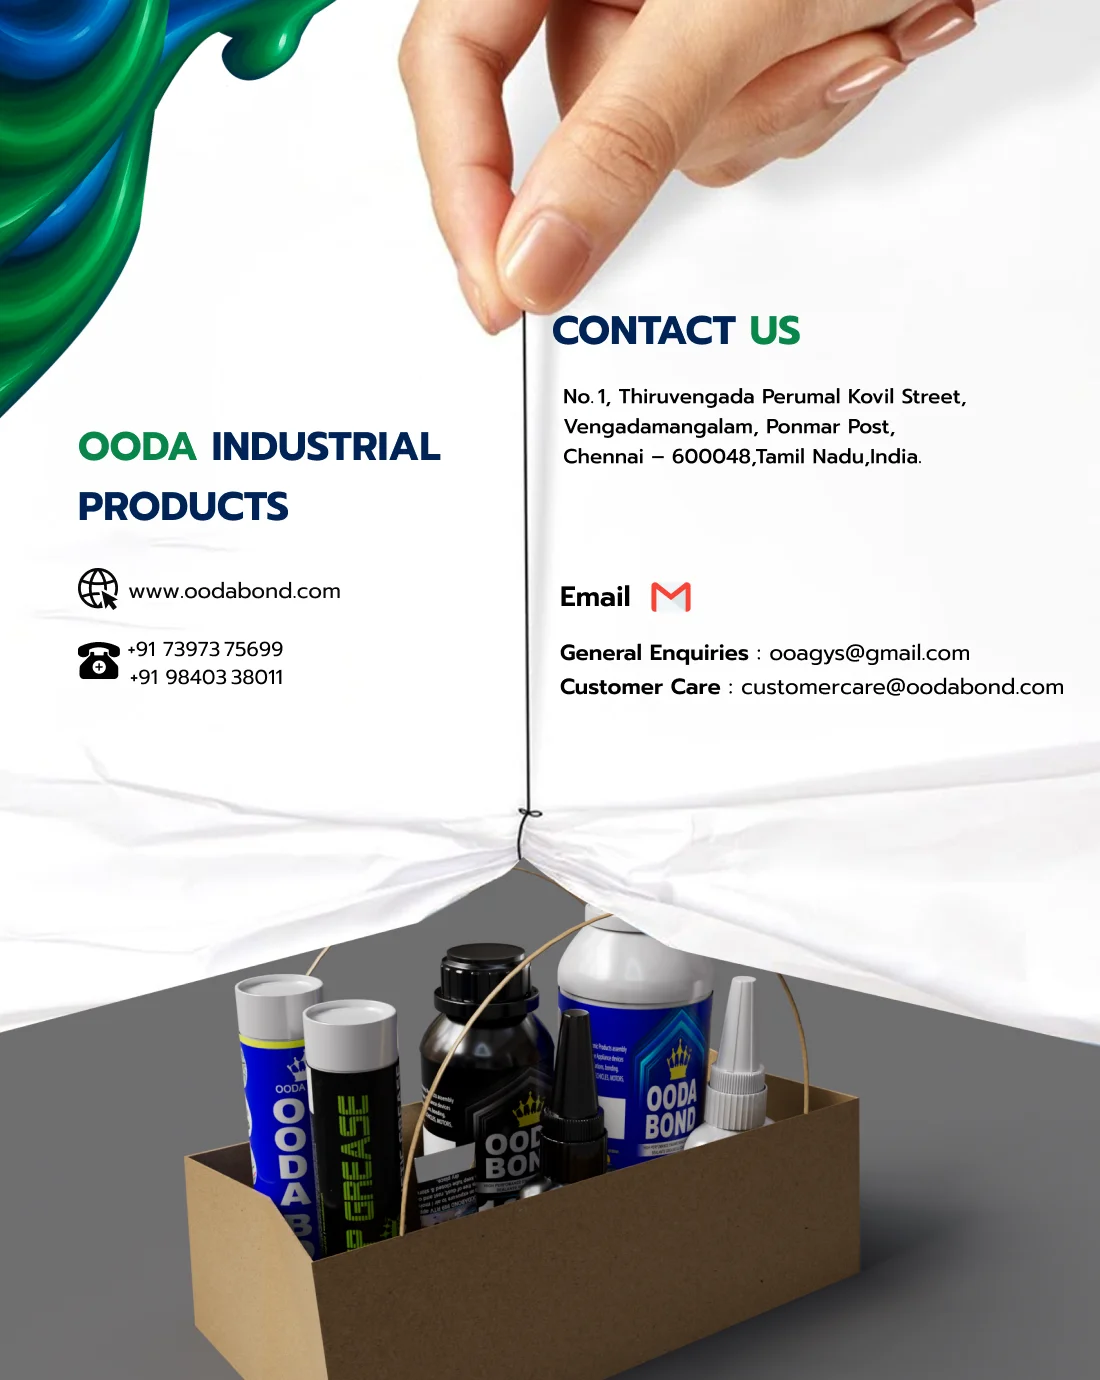 CONTACT US
No.1, Thiruvengada Perumal Kovil Street,
Vengadamangalam, Ponmar Post,
Chennai – 600048,Tamil Nadu,India.
OODA INDUSTRIAL
PRODUCTS
www.oodabond.com
+91 73973 75699
+91 98403 38011
Email
General Enquiries : ooagys@gmail.com
Customer Care : customercare@oodabond.com
OODA
OODA
GREASE
OODA
BOND